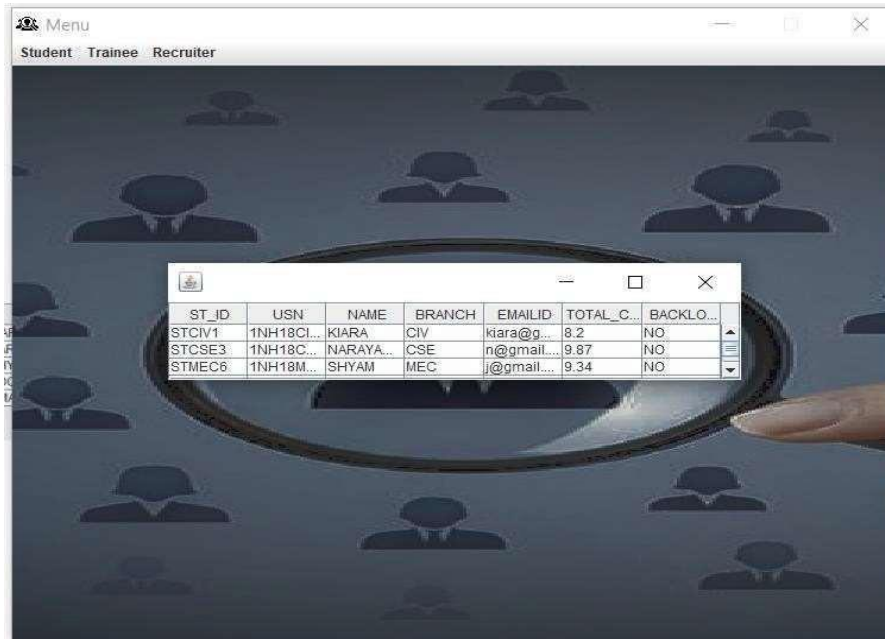 Menu
Student Trainee Recruiter
ST_ID USN NAME BRANCH EMAILID TOTAL_C... BACKLO...
STCIV1 1NH18CI... KIARA CIV kiara@g... 8.2 NO
STCSE3 1NH18C... NARAYA... CSE n@gmail.... 9.87 NO
STMEC6 1NH18M... SHYAM MEC j@gmail.... 9.34 NO